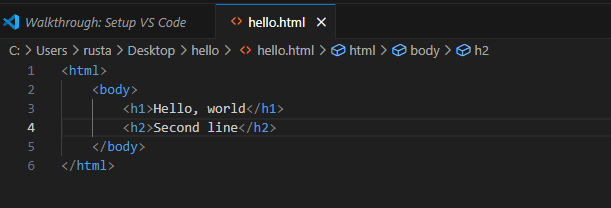 Walkthrough: Setup VS Code   <> hello.html ×
C: > Users > rusta > Desktop > hello > <> hello.html > html > body > h2
1 <html>
2     <body>
3         <h1>Hello, world</h1>
4         <h2>Second line</h2>
5     </body>
6 </html>